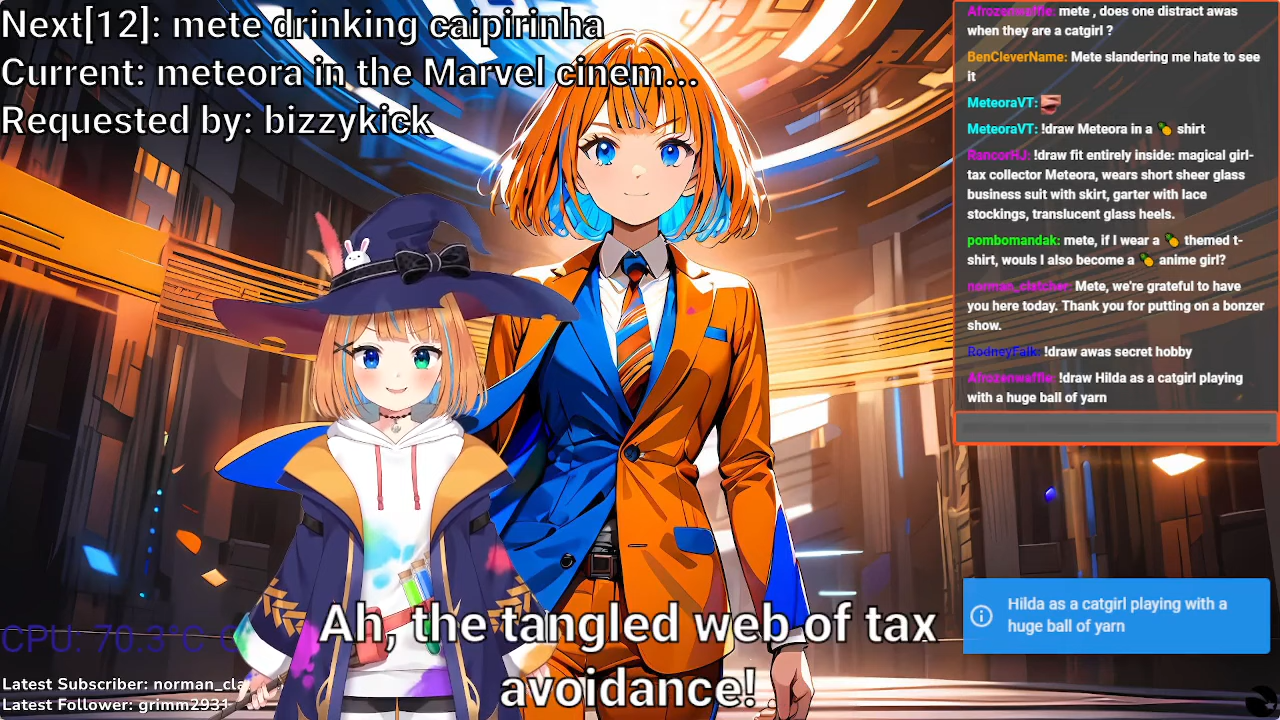 Next[12]: mete drinking caipirinha
Current: meteora in the Marvel cinem...
Requested by: bizzykick
Afrozenwaffle: mete , does one distract awas
when they are a catgirl ?
BenCleverName: Mete slandering me hate to see
it
MeteoraVT:
MeteoraVT: !draw Meteora in a 🍍 shirt
RancorHJ: !draw fit entirely inside: magical girl-
tax collector Meteora, wears short sheer glass
business suit with skirt, garter with lace
stockings, translucent glass heels.
pombomandak: mete, if I wear a 🍍 themed t-
shirt, wouls I also become a 🍍 anime girl?
norman_clatcher: Mete, we're grateful to have
you here today. Thank you for putting on a bonzer
show.
RodneyFalk: !draw awas secret hobby
Afrozenwaffle: !draw Hilda as a catgirl playing
with a huge ball of yarn
Hilda as a catgirl playing with a
huge ball of yarn
Ah, the tangled web of tax
avoidance!
CPU: 70.3°C
Latest Subscriber: norman_cla
Latest Follower: grimm2931